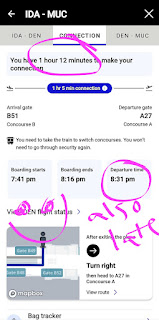 IDA - MUC
IDA - DEN CONNECTION DEN - MUC
You have 1 hour 12 minutes to make your
connection
1 hr 5 min connection
Arrival gate
B51
Concourse B
Departure gate
A27
Concourse A
You need to take the train to switch concourses. You won't
need to go through security again.
Boarding starts
7:41 pm
Boarding ends
8:16 pm
Departure time
8:31 pm
View DEN flight status
also
late
After exiting the
Turn right
then head to A27 in
Concourse A
View route
Gate B49
mapbox
Bag tracker